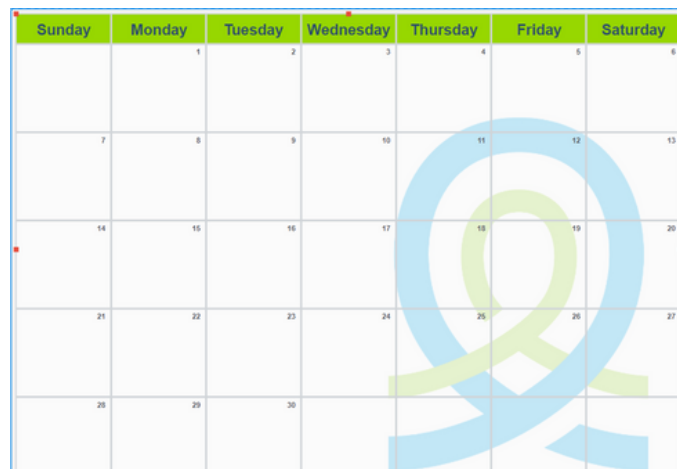 Sunday Monday Tuesday Wednesday Thursday Friday Saturday
1 2 3 4 5 6
7 8 9 10 11 12 13
14 15 16 17 18 19 20
21 22 23 24 25 26 27
28 29 30